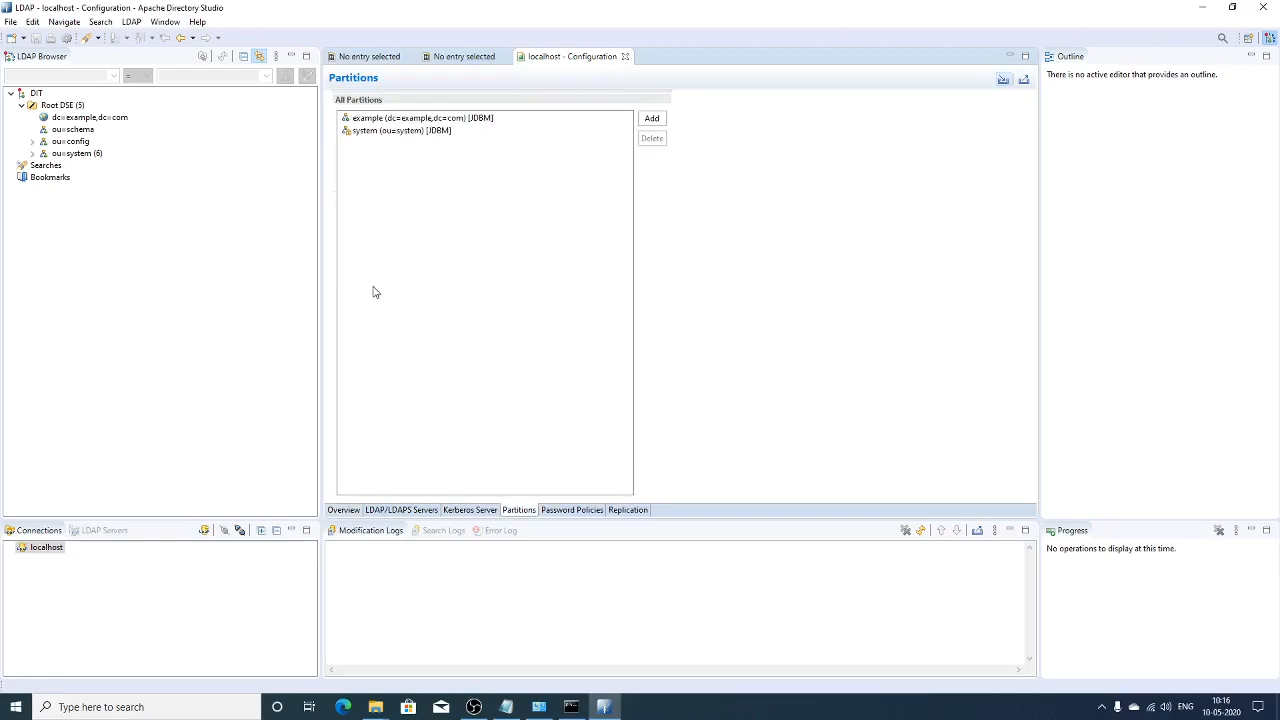 LDAP - localhost - Configuration - Apache Directory Studio
File Edit Navigate Search LDAP Window Help
LDAP Browser
=
DIT
Root DSE (5)
dc=example,dc=com
ou=schema
ou=config
ou=system (6)
Searches
Bookmarks
No entry selected No entry selected localhost - Configuration
Partitions
All Partitions
example (dc=example,dc=com) [JDBM]
system (ou=system) [JDBM]
Add
Delete
Overview LDAP/LDAPS Servers Kerberos Server Partitions Password Policies Replication
Outline
There is no active editor that provides an outline.
Connections LDAP Servers
localhost
Modification Logs Search Logs Error Log
Progress
No operations to display at this time.
Type here to search
ENG
10:16
10-05-2020